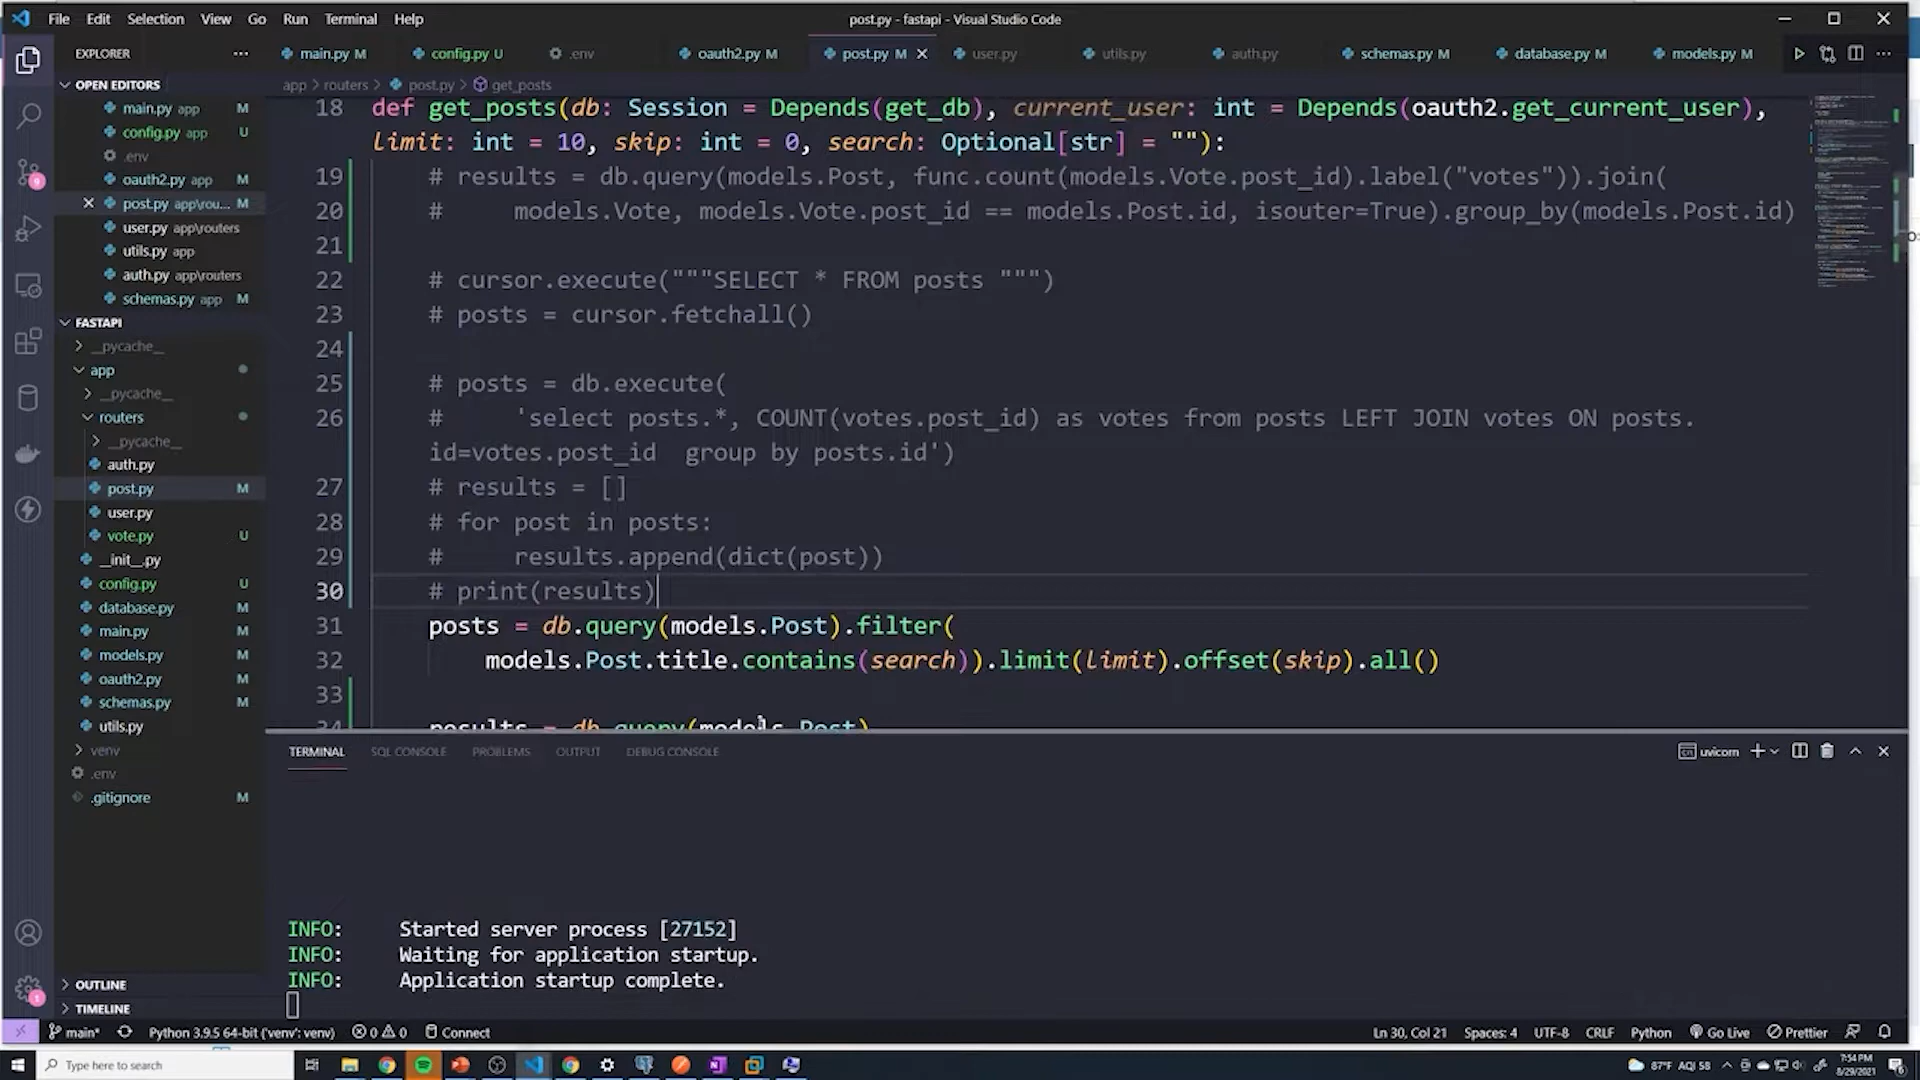 File Edit Selection View Go Run Terminal Help
post.py - fastapi - Visual Studio Code
EXPLORER
main.py M
config.py U
.env
oauth2.py M
post.py M
user.py
utils.py
auth.py
schemas.py M
database.py M
models.py M
app > routers > post.py > get_posts
OPEN EDITORS
main.py app M
config.py app U
.env
oauth2.py app M
post.py app\rou... M
user.py app\routers
utils.py app
auth.py app\routers
schemas.py app M
FASTAPI
__pycache__
app
__pycache__
routers
__pycache__
auth.py
post.py M
user.py
vote.py U
__init__.py
config.py U
database.py M
main.py M
models.py M
oauth2.py M
schemas.py M
utils.py
venv
.env
.gitignore M
OUTLINE
TIMELINE
18 def get_posts(db: Session = Depends(get_db), current_user: int = Depends(oauth2.get_current_user),
limit: int = 10, skip: int = 0, search: Optional[str] = ""):
19 # results = db.query(models.Post, func.count(models.Vote.post_id).label("votes")).join(
20 #     models.Vote, models.Vote.post_id == models.Post.id, isouter=True).group_by(models.Post.id)
21
22 # cursor.execute("""SELECT * FROM posts """)
23 # posts = cursor.fetchall()
24
25 # posts = db.execute(
26 #     'select posts.*, COUNT(votes.post_id) as votes from posts LEFT JOIN votes ON posts.
id=votes.post_id  group by posts.id')
27 # results = []
28 # for post in posts:
29 #     results.append(dict(post))
30 # print(results)
31 posts = db.query(models.Post).filter(
32     models.Post.title.contains(search)).limit(limit).offset(skip).all()
33
34 results = db.query(models.Post)
TERMINAL SQL CONSOLE PROBLEMS OUTPUT DEBUG CONSOLE
uvicorn
INFO:     Started server process [27152]
INFO:     Waiting for application startup.
INFO:     Application startup complete.
main* Python 3.9.5 64-bit ('venv': venv) 0 0 Connect
Ln 30, Col 21 Spaces: 4 UTF-8 CRLF Python Go Live Prettier
Type here to search
87°F AQI 58
7:54 PM
8/29/2021